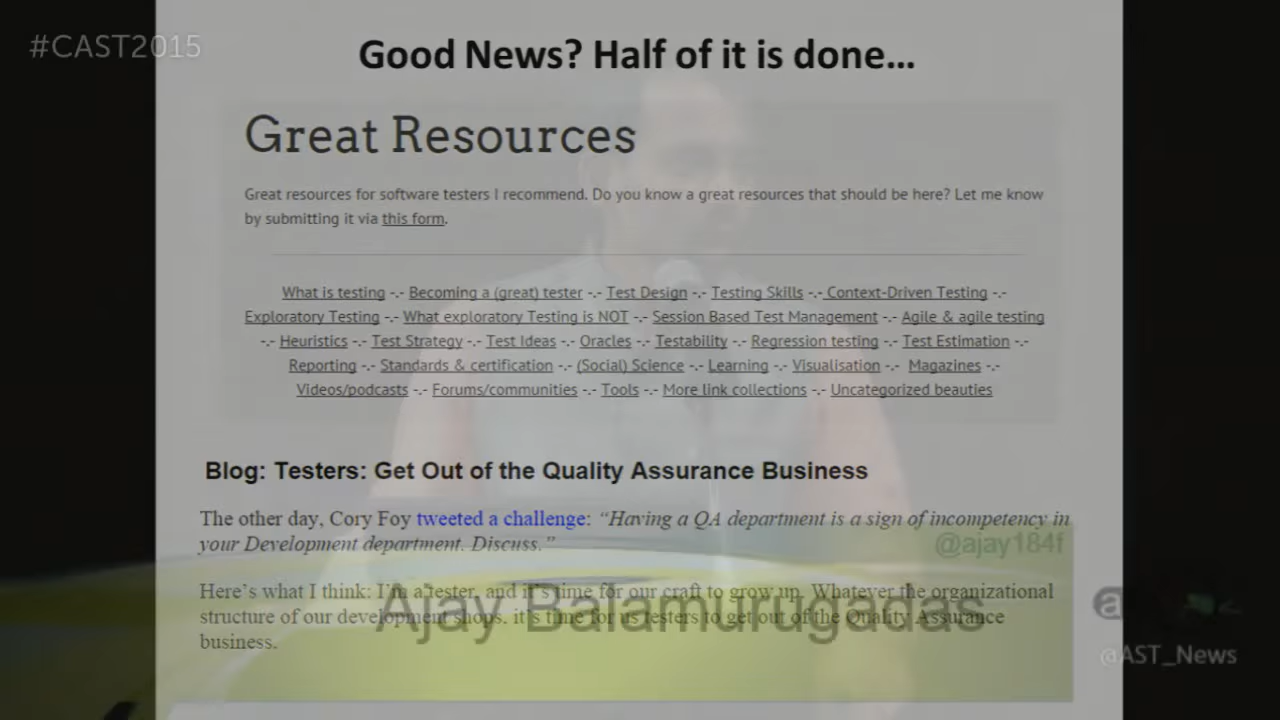 #CAST2015
Good News? Half of it is done...
Great Resources
Great resources for software testers I recommend. Do you know a great resources that should be here? Let me know
by submitting it via this form.
What is testing -.- Becoming a (great) tester -.- Test Design -.- Testing Skills -.- Context-Driven Testing -.-
Exploratory Testing -.- What exploratory Testing is NOT -.- Session Based Test Management -.- Agile & agile testing
-.- Heuristics -.- Test Strategy -.- Test Ideas -.- Oracles -.- Testability -.- Regression testing -.- Test Estimation -.-
Reporting -.- Standards & certification -.- (Social) Science -.- Learning -.- Visualisation -.- Magazines -.-
Videos/podcasts -.- Forums/communities -.- Tools -.- More link collections -.- Uncategorized beauties
Blog: Testers: Get Out of the Quality Assurance Business
The other day, Cory Foy tweeted a challenge: “Having a QA department is a sign of incompetency in
your Development department. Discuss.”
@ajay184f
Here’s what I think: I’m a tester, and it’s time for our craft to grow up. Whatever the organizational
structure of our development shops, it’s time for us testers to get out of the Quality Assurance
business.
Ajay Balamurugadas
@AST_News